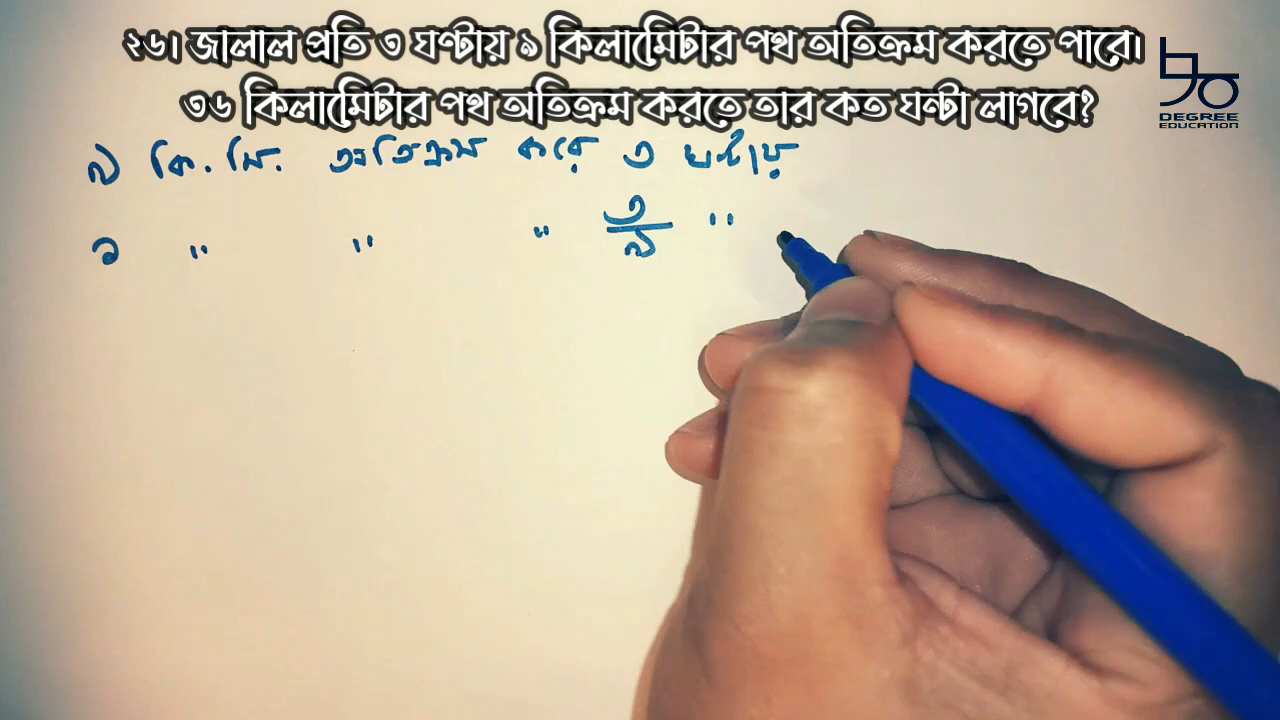 ২৬। জালাল প্রতি ৩ ঘণ্টায় ৯ কিলোমিটার পথ অতিক্রম করতে পারে।
৩৬ কিলোমিটার পথ অতিক্রম করতে তার কত ঘন্টা লাগবে?
DEGREE
EDUCATION
৯ কি.মি. অতিক্রম করে ৩ ঘন্টায়
১ " " " ৩/৯ "